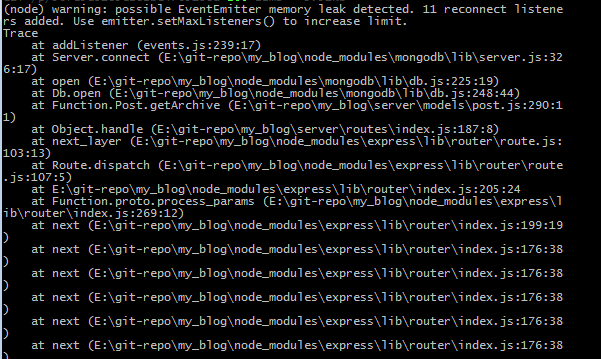 (node) warning: possible EventEmitter memory leak detected. 11 reconnect listene
rs added. Use emitter.setMaxListeners() to increase limit.
Trace
    at addListener (events.js:239:17)
    at Server.connect (E:\git-repo\my_blog\node_modules\mongodb\lib\server.js:32
6:17)
    at open (E:\git-repo\my_blog\node_modules\mongodb\lib\db.js:225:19)
    at Db.open (E:\git-repo\my_blog\node_modules\mongodb\lib\db.js:248:44)
    at Function.Post.getArchive (E:\git-repo\my_blog\server\models\post.js:290:1
1)
    at Object.handle (E:\git-repo\my_blog\server\routes\index.js:187:8)
    at next_layer (E:\git-repo\my_blog\node_modules\express\lib\router\route.js:
103:13)
    at Route.dispatch (E:\git-repo\my_blog\node_modules\express\lib\router\route
.js:107:5)
    at E:\git-repo\my_blog\node_modules\express\lib\router\index.js:205:24
    at Function.proto.process_params (E:\git-repo\my_blog\node_modules\express\l
ib\router\index.js:269:12)
    at next (E:\git-repo\my_blog\node_modules\express\lib\router\index.js:199:19
)
    at next (E:\git-repo\my_blog\node_modules\express\lib\router\index.js:176:38
)
    at next (E:\git-repo\my_blog\node_modules\express\lib\router\index.js:176:38
)
    at next (E:\git-repo\my_blog\node_modules\express\lib\router\index.js:176:38
)
    at next (E:\git-repo\my_blog\node_modules\express\lib\router\index.js:176:38
)
    at next (E:\git-repo\my_blog\node_modules\express\lib\router\index.js:176:38
)